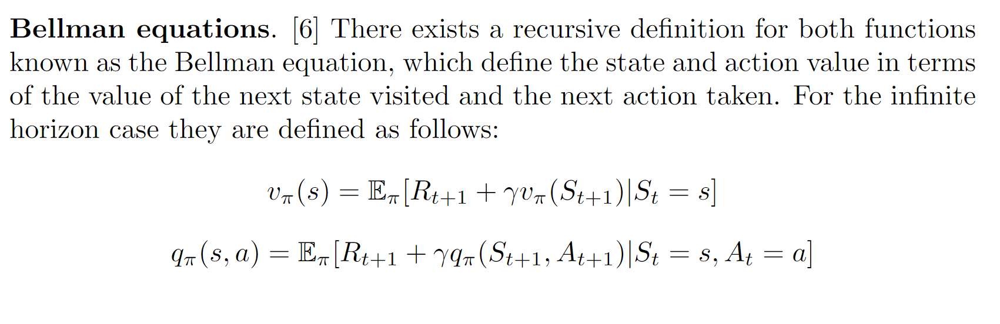 Bellman equations. [6] There exists a recursive definition for both functions
known as the Bellman equation, which define the state and action value in terms
of the value of the next state visited and the next action taken. For the infinite
horizon case they are defined as follows:
$v_\pi(s) = \mathbb{E}_\pi[R_{t+1} + \gamma v_\pi(S_{t+1})|S_t = s]$
$q_\pi(s, a) = \mathbb{E}_\pi[R_{t+1} + \gamma q_\pi(S_{t+1}, A_{t+1})|S_t = s, A_t = a]$